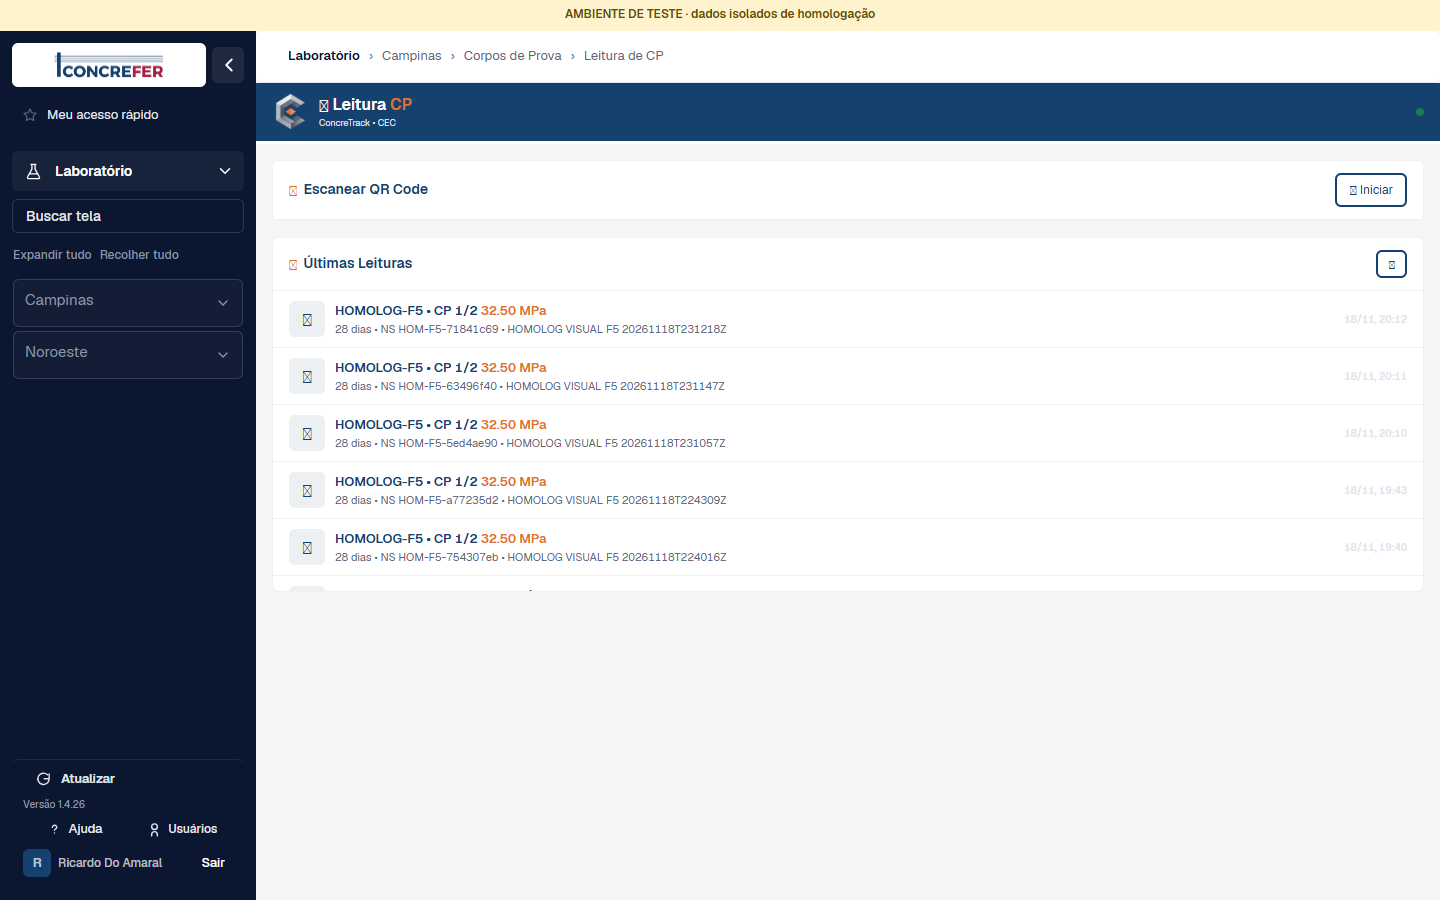 AMBIENTE DE TESTE · dados isolados de homologação
CONCREFER
Meu acesso rápido
Laboratório
Buscar tela
Expandir tudo Recolher tudo
Campinas
Noroeste
Atualizar
Versão 1.4.26
? Ajuda Usuários
R Ricardo Do Amaral Sair
Laboratório › Campinas › Corpos de Prova › Leitura de CP
Leitura CP
ConcreTrack • CEC
Escanear QR Code
Iniciar
Últimas Leituras
HOMOLOG-F5 • CP 1/2 32.50 MPa
28 dias • NS HOM-F5-71841c69 • HOMOLOG VISUAL F5 20261118T231218Z
18/11, 20:12
HOMOLOG-F5 • CP 1/2 32.50 MPa
28 dias • NS HOM-F5-63496f40 • HOMOLOG VISUAL F5 20261118T231147Z
18/11, 20:11
HOMOLOG-F5 • CP 1/2 32.50 MPa
28 dias • NS HOM-F5-5ed4ae90 • HOMOLOG VISUAL F5 20261118T231057Z
18/11, 20:10
HOMOLOG-F5 • CP 1/2 32.50 MPa
28 dias • NS HOM-F5-a77235d2 • HOMOLOG VISUAL F5 20261118T224309Z
18/11, 19:43
HOMOLOG-F5 • CP 1/2 32.50 MPa
28 dias • NS HOM-F5-754307eb • HOMOLOG VISUAL F5 20261118T224016Z
18/11, 19:40